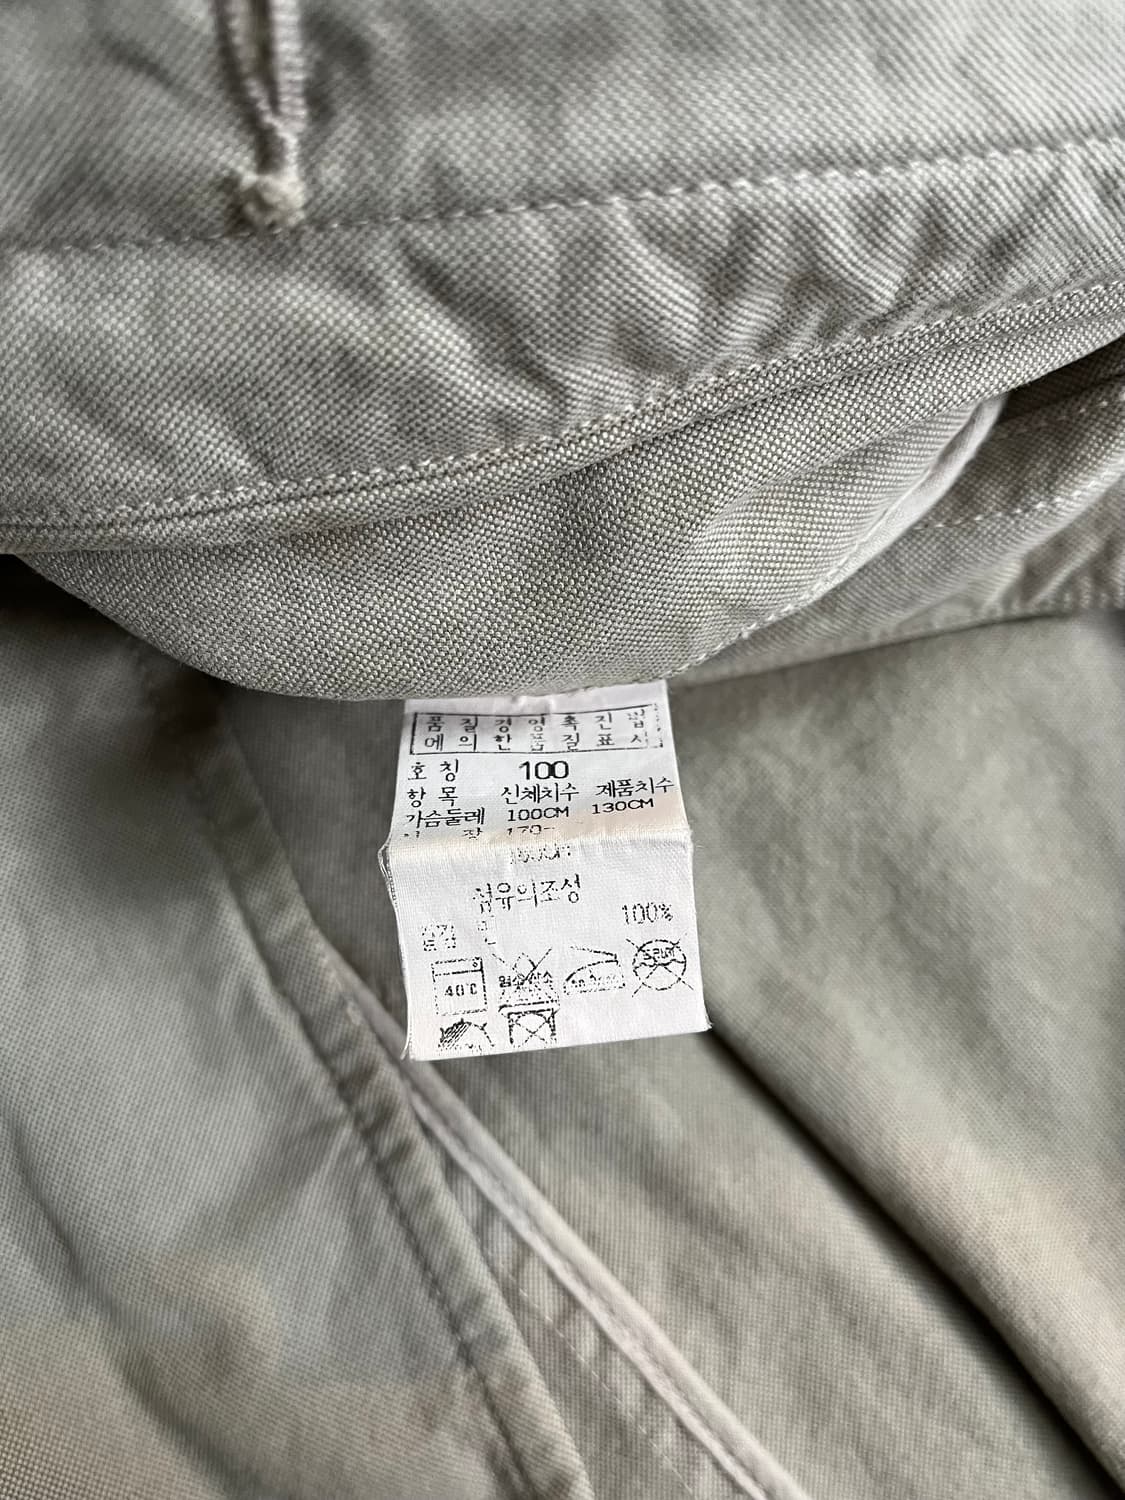 품 질 경 영 촉 진 법
에 의 한 품 질 표 시
호 칭 100
항 목 신체치수 제품치수
가슴둘레 100CM 130CM
섬유의조성
100%
40℃